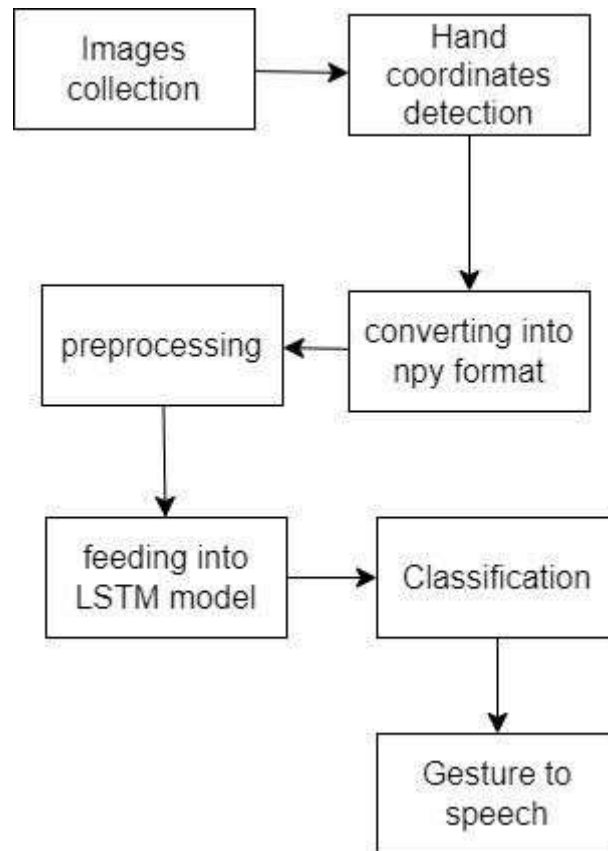 Images
collection
Hand
coordinates
detection
converting into
npy format
preprocessing
feeding into
LSTM model
Classification
Gesture to
speech